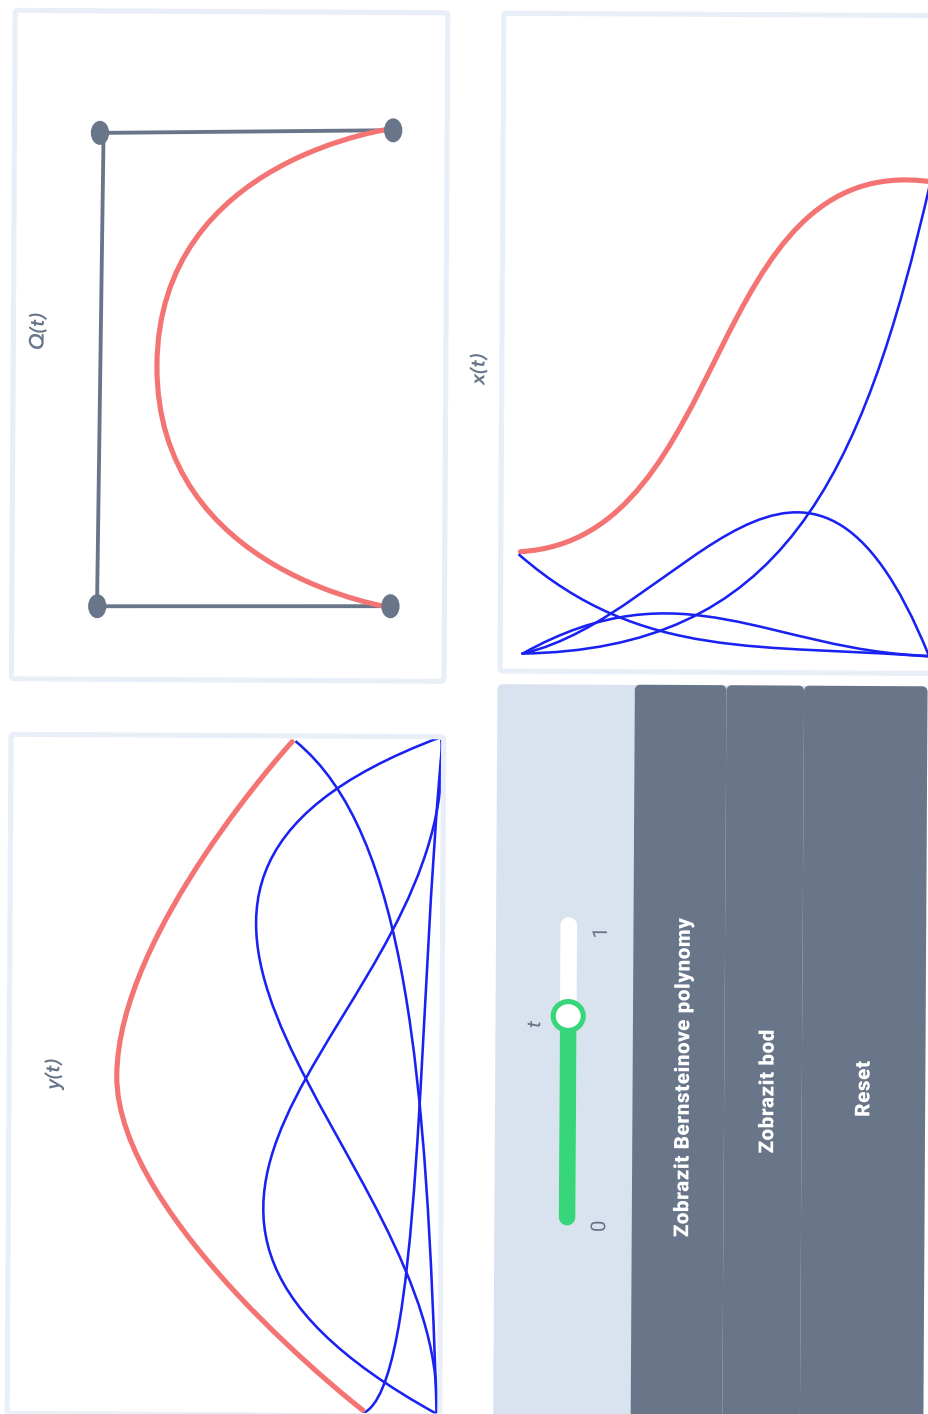 Q(t)
x(t)
y(t)
t
0
1
Zobrazit Bernsteinove polynomy
Zobrazit bod
Reset